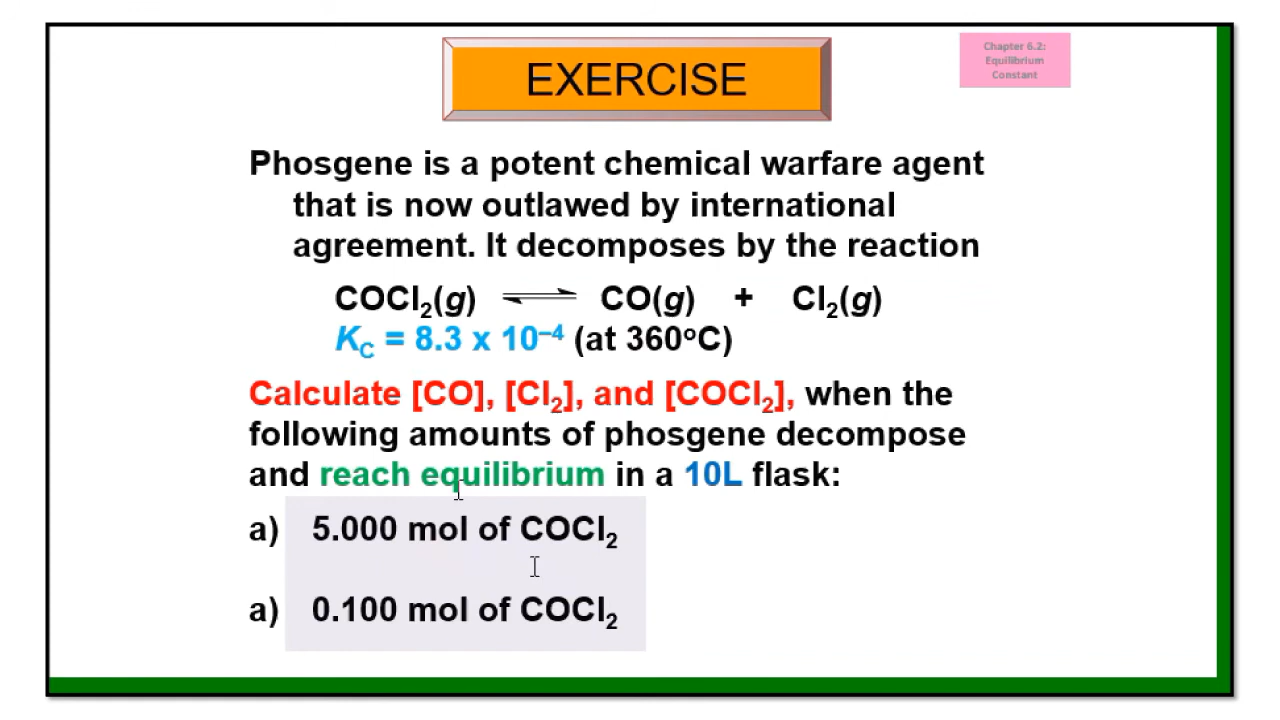 EXERCISE
Chapter 6.2:
Equilibrium
Constant
Phosgene is a potent chemical warfare agent
that is now outlawed by international
agreement. It decomposes by the reaction
COCl₂(g) ⇌ CO(g) + Cl₂(g)
K_C = 8.3 x 10⁻⁴ (at 360ºC)
Calculate [CO], [Cl₂], and [COCl₂], when the
following amounts of phosgene decompose
and reach equilibrium in a 10L flask:
a) 5.000 mol of COCl₂
a) 0.100 mol of COCl₂